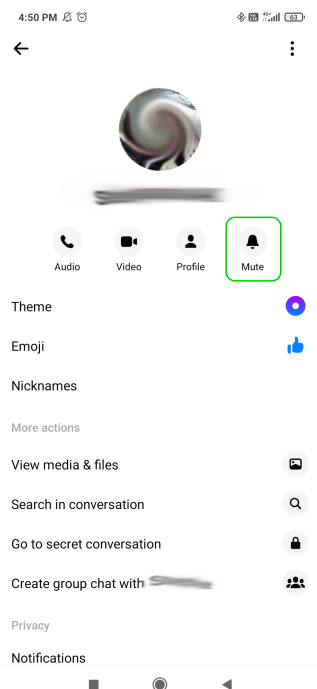 4:50 PM 4G+ 63
Audio Video Profile Mute
Theme
Emoji
Nicknames
More actions
View media & files
Search in conversation
Go to secret conversation
Create group chat with
Privacy
Notifications